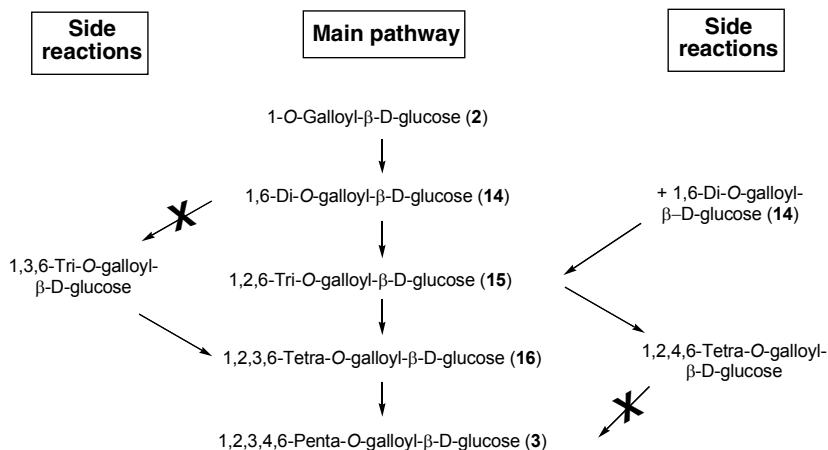 Side
reactions
Main pathway
Side
reactions
1-O-Galloyl-β-D-glucose (2)
1,6-Di-O-galloyl-β-D-glucose (14)
+ 1,6-Di-O-galloyl-
β–D-glucose (14)
1,3,6-Tri-O-galloyl-
β-D-glucose
1,2,6-Tri-O-galloyl-β-D-glucose (15)
1,2,3,6-Tetra-O-galloyl-β-D-glucose (16)
1,2,4,6-Tetra-O-galloyl-
β-D-glucose
1,2,3,4,6-Penta-O-galloyl-β-D-glucose (3)